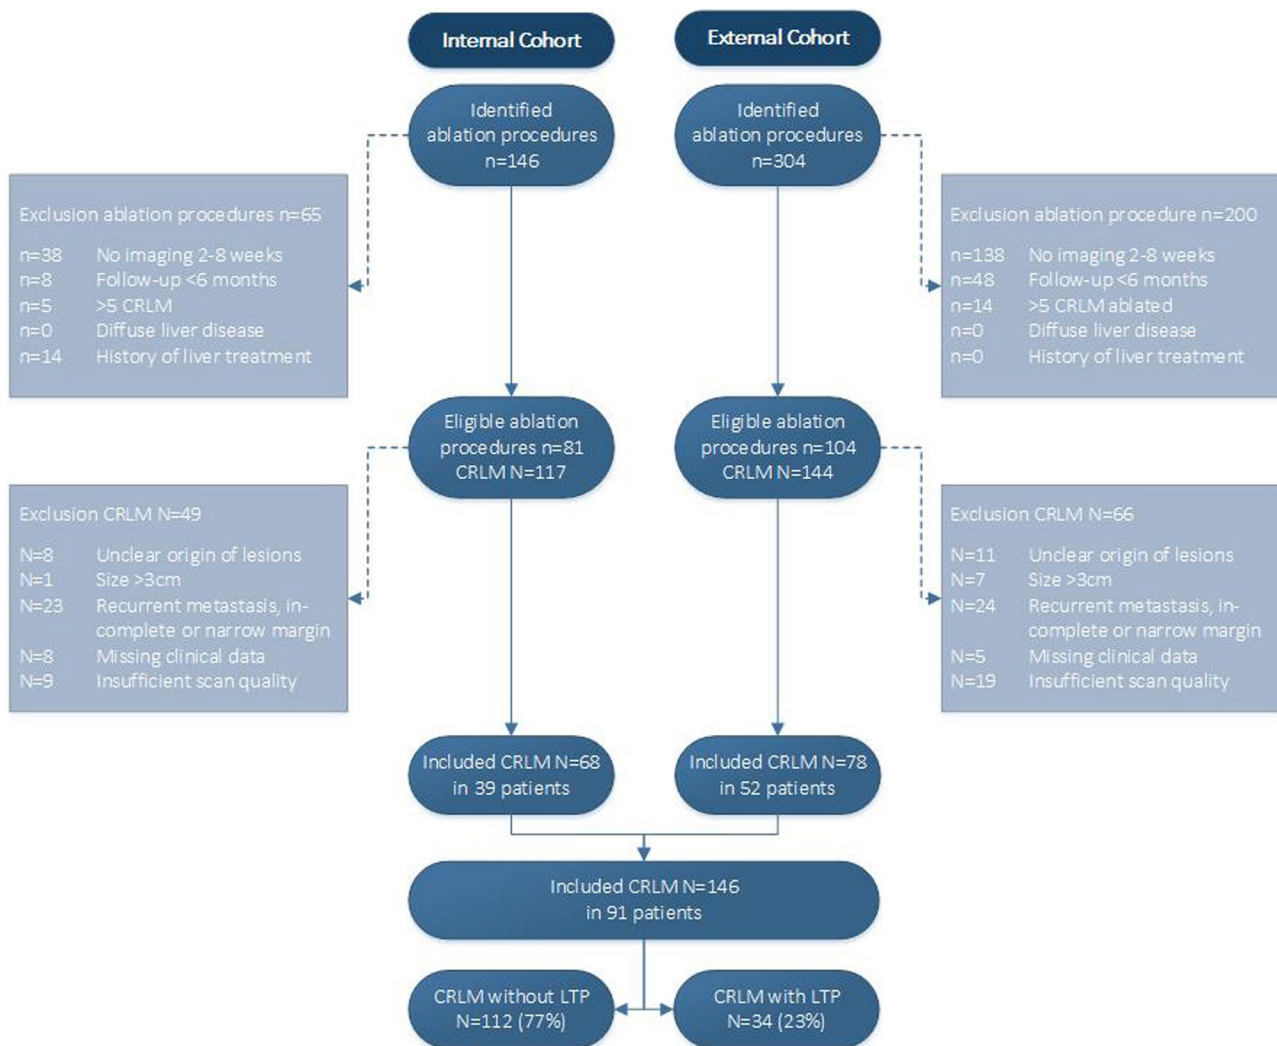 Internal Cohort
External Cohort
Identified
ablation procedures
n=146
Identified
ablation procedures
n=304
Exclusion ablation procedures n=65
n=38 No imaging 2-8 weeks
n=8 Follow-up <6 months
n=5 >5 CRLM
n=0 Diffuse liver disease
n=14 History of liver treatment
Exclusion ablation procedure n=200
n=138 No imaging 2-8 weeks
n=48 Follow-up <6 months
n=14 >5 CRLM ablated
n=0 Diffuse liver disease
n=0 History of liver treatment
Eligible ablation
procedures n=81
CRLM N=117
Eligible ablation
procedures n=104
CRLM N=144
Exclusion CRLM N=49
N=8 Unclear origin of lesions
N=1 Size >3cm
N=23 Recurrent metastasis, in-
complete or narrow margin
N=8 Missing clinical data
N=9 Insufficient scan quality
Exclusion CRLM N=66
N=11 Unclear origin of lesions
N=7 Size >3cm
N=24 Recurrent metastasis, in-
complete or narrow margin
N=5 Missing clinical data
N=19 Insufficient scan quality
Included CRLM N=68
in 39 patients
Included CRLM N=78
in 52 patients
Included CRLM N=146
in 91 patients
CRLM without LTP
N=112 (77%)
CRLM with LTP
N=34 (23%)